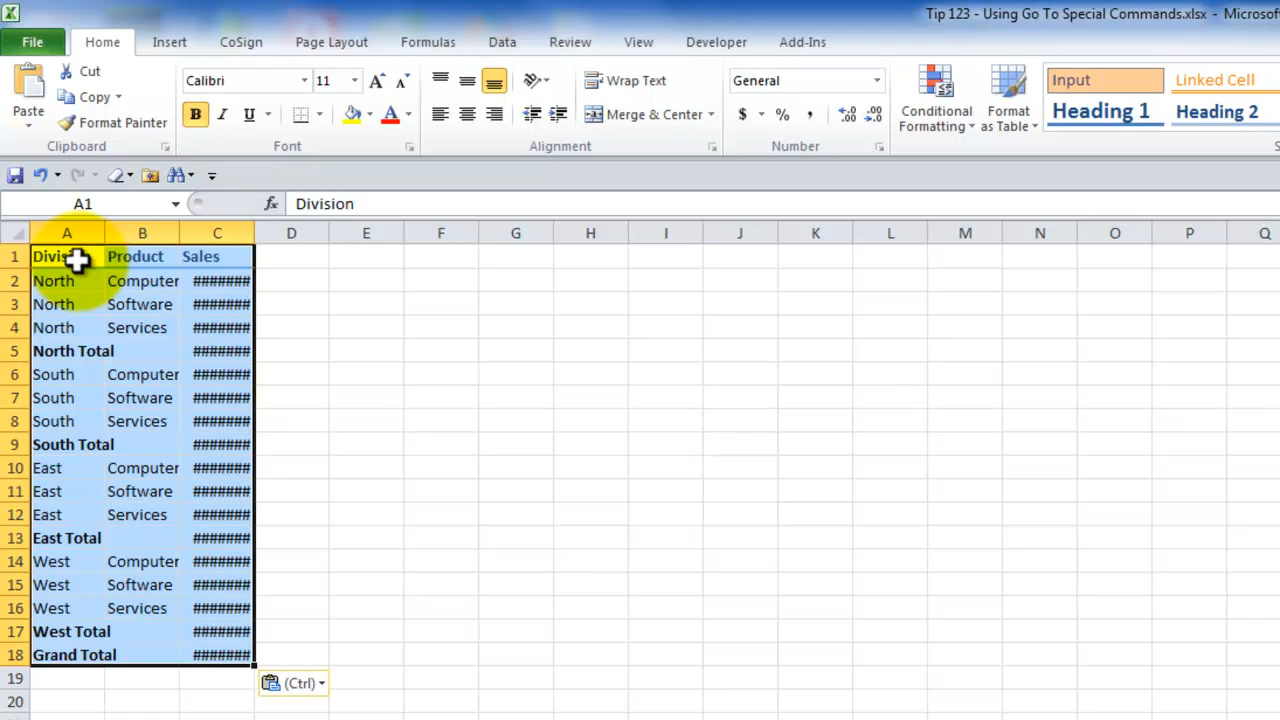 Tip 123 - Using Go To Special Commands.xlsx - Microsof
File Home Insert CoSign Page Layout Formulas Data Review View Developer Add-Ins
Paste
Cut
Copy
Format Painter
Clipboard
Calibri 11
B I U
Font
Wrap Text
Merge & Center
Alignment
General
$ % ,
Number
Conditional Formatting
Format as Table
Input Linked Cell
Heading 1 Heading 2
A1 fx Division
A B C D E F G H I J K L M N O P Q
1 Divis Product Sales
2 North Computer #######
3 North Software #######
4 North Services #######
5 North Total #######
6 South Computer #######
7 South Software #######
8 South Services #######
9 South Total #######
10 East Computer #######
11 East Software #######
12 East Services #######
13 East Total #######
14 West Computer #######
15 West Software #######
16 West Services #######
17 West Total #######
18 Grand Total #######
19
(Ctrl)
20